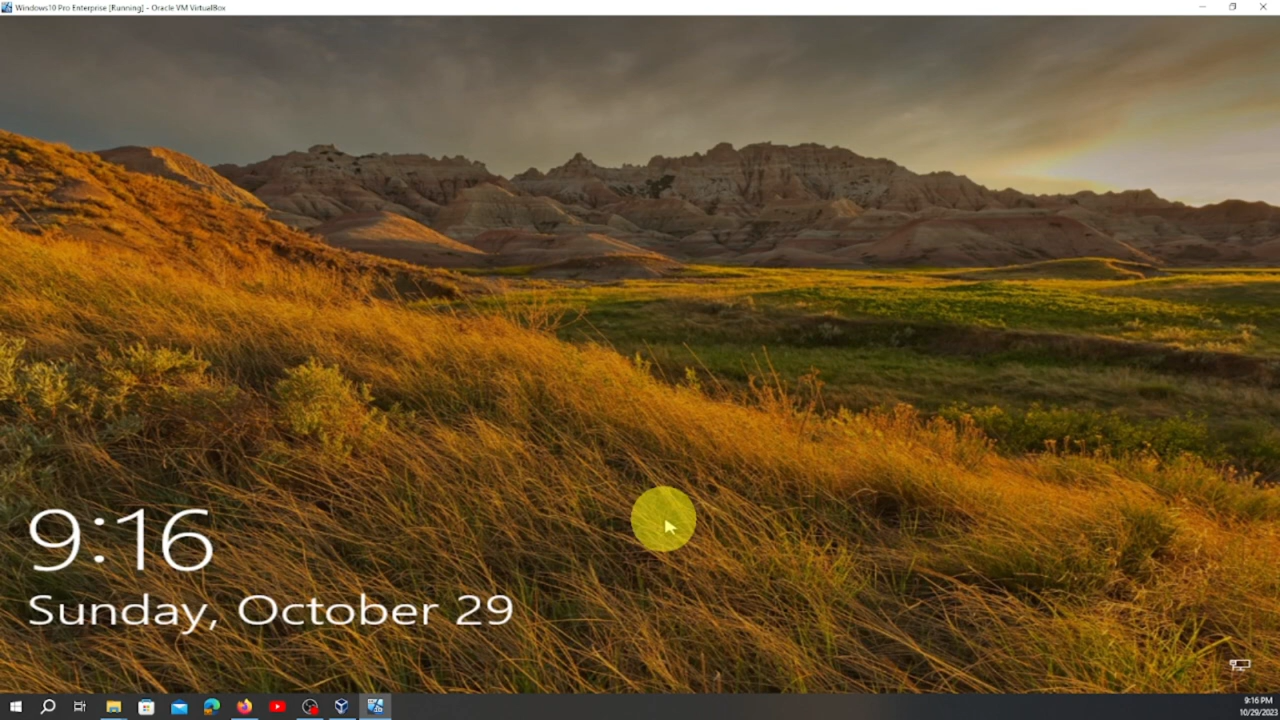 Windows10 Pro Enterprise [Running] - Oracle VM VirtualBox
9:16
Sunday, October 29
9:16 PM
10/29/2023